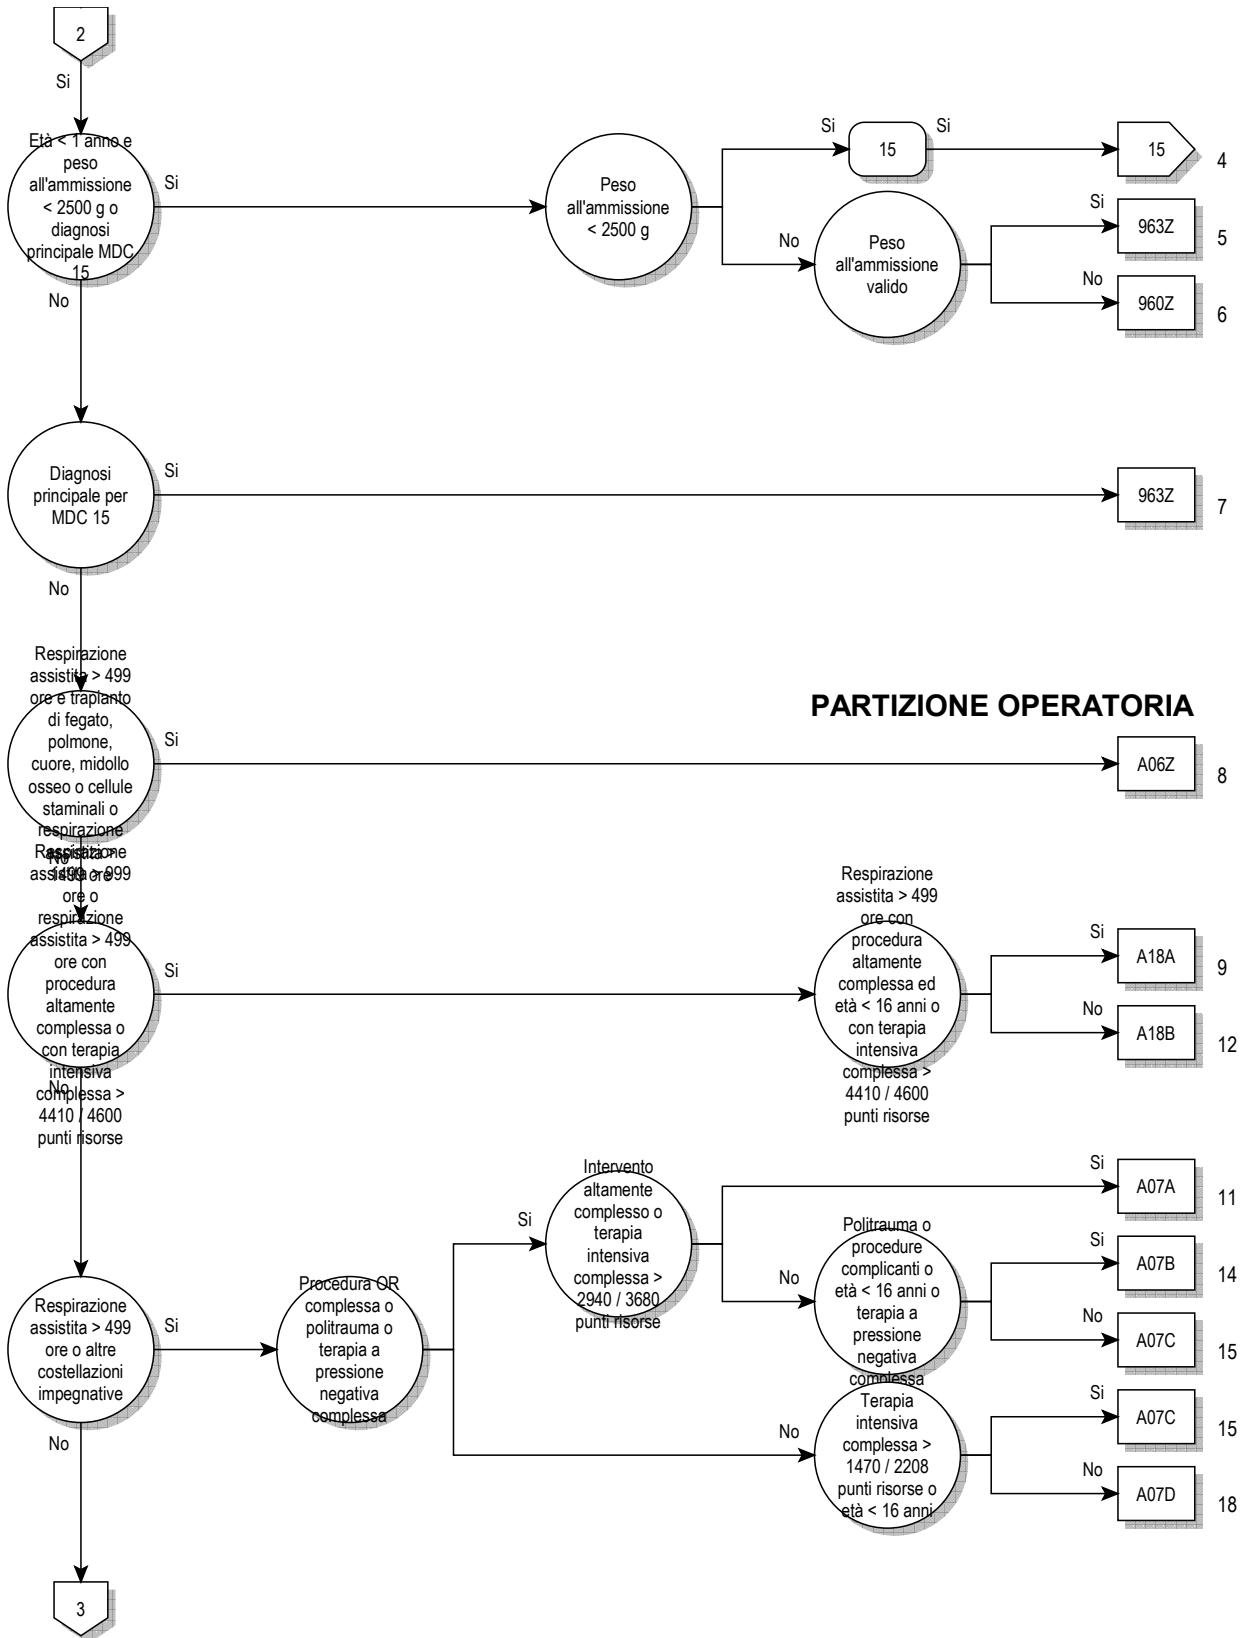 2
Si
Età < 1 anno e
peso
all'ammissione
< 2500 g o
diagnosi
principale MDC
15
Si
No
Peso
all'ammissione
< 2500 g
Si
15
Si
15
4
No
Peso
all'ammissione
valido
Si
963Z
5
No
960Z
6
Diagnosi
principale per
MDC 15
Si
963Z
7
No
PARTIZIONE OPERATORIA
Respirazione
assistita > 499
ore e trapianto
di fegato,
polmone,
cuore, midollo
osseo o cellule
staminali o
respirazione
assistita >
1499 ore
Si
A06Z
8
No
Respirazione
assistita > 999
ore o
respirazione
assistita > 499
ore con
procedura
altamente
complessa o
con terapia
intensiva
complessa >
4410 / 4600
punti risorse
Si
No
Respirazione
assistita > 499
ore con
procedura
altamente
complessa ed
età < 16 anni o
con terapia
intensiva
complessa >
4410 / 4600
punti risorse
Si
A18A
9
No
A18B
12
Respirazione
assistita > 499
ore o altre
costellazioni
impegnative
Si
No
Procedura OR
complessa o
politrauma o
terapia a
pressione
negativa
complessa
Si
Intervento
altamente
complesso o
terapia
intensiva
complessa >
2940 / 3680
punti risorse
Si
A07A
11
No
Politrauma o
procedure
complicanti o
età < 16 anni o
terapia a
pressione
negativa
complessa
Si
A07B
14
No
A07C
15
No
Terapia
intensiva
complessa >
1470 / 2208
punti risorse o
età < 16 anni
Si
A07C
15
No
A07D
18
3